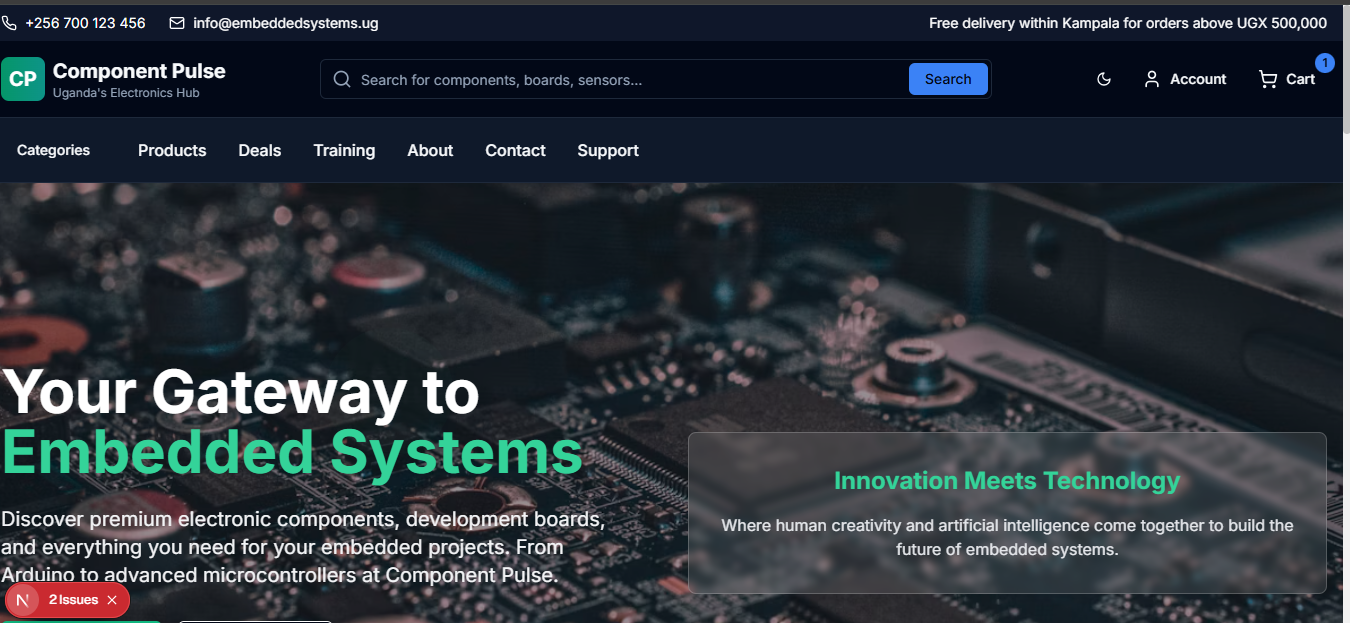 +256 700 123 456
info@embeddedsystems.ug
Free delivery within Kampala for orders above UGX 500,000
CP
Component Pulse
Uganda's Electronics Hub
Search for components, boards, sensors...
Search
Account
Cart
1
Categories
Products
Deals
Training
About
Contact
Support
Your Gateway to
Embedded Systems
Discover premium electronic components, development boards,
and everything you need for your embedded projects. From
Arduino to advanced microcontrollers at Component Pulse.
Innovation Meets Technology
Where human creativity and artificial intelligence come together to build the
future of embedded systems.
N
2 Issues